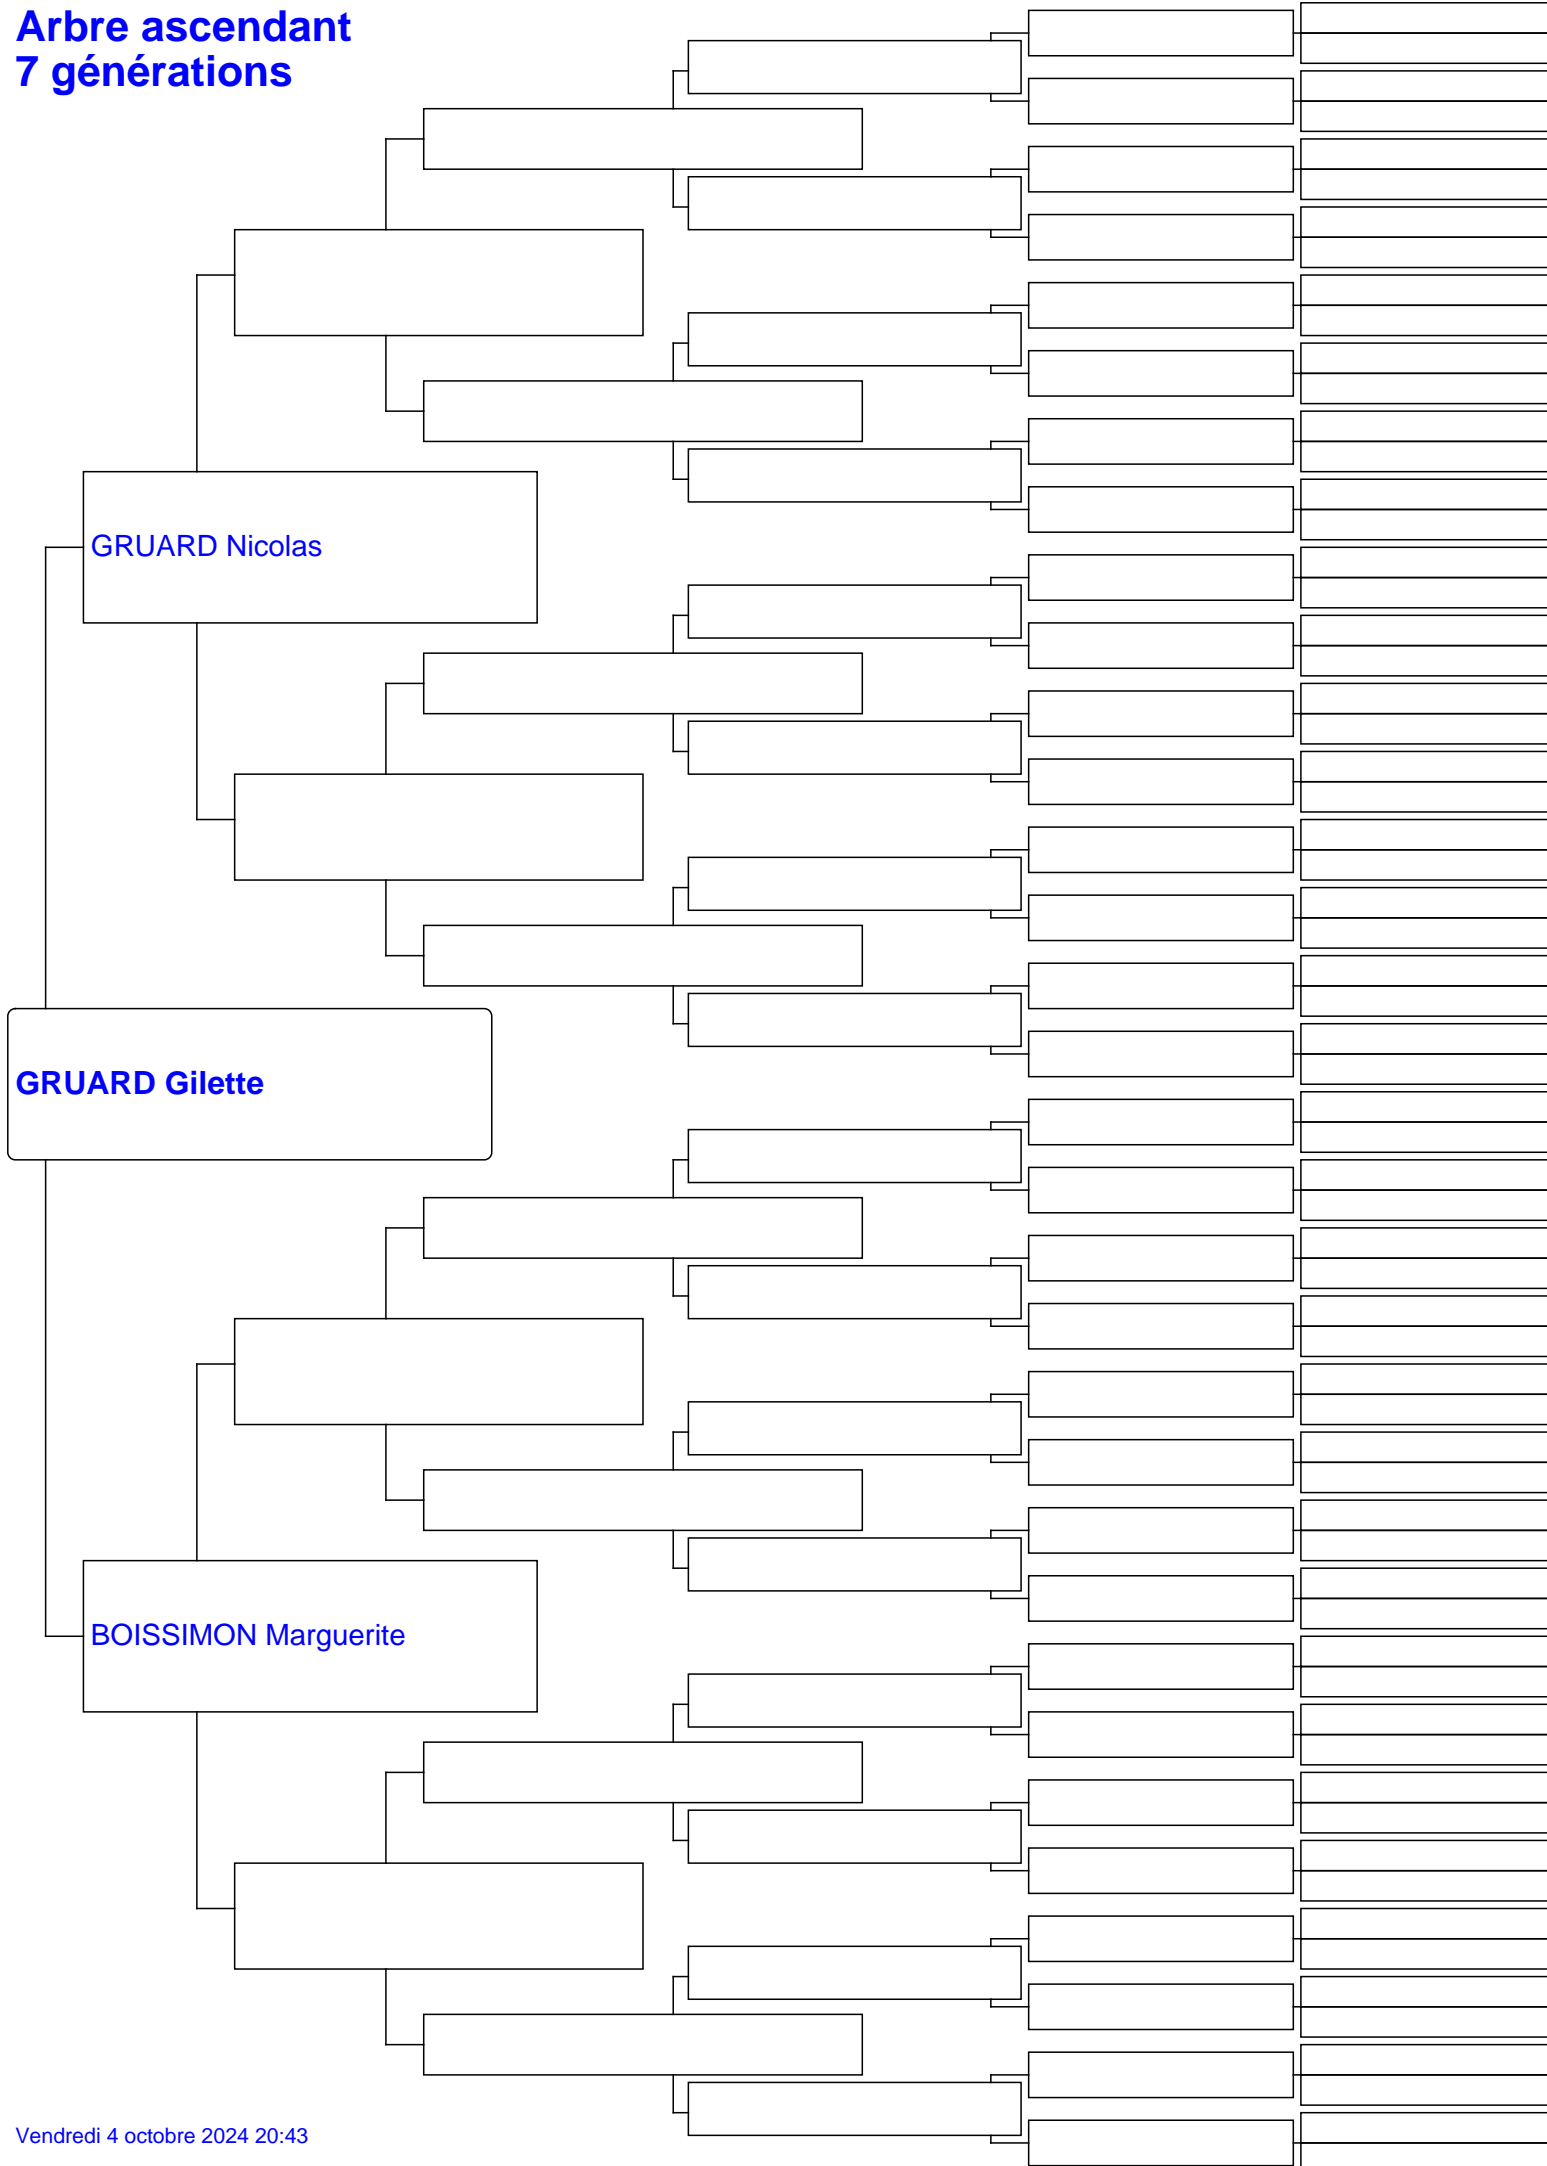 Arbre ascendant
7 générations
GRUARD Nicolas
GRUARD Gilette
BOISSIMON Marguerite
Vendredi 4 octobre 2024 20:43